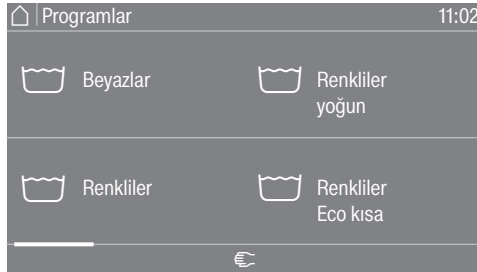 Programlar 11:02
Beyazlar
Renkliler
yoğun
Renkliler
Renkliler
Eco kısa